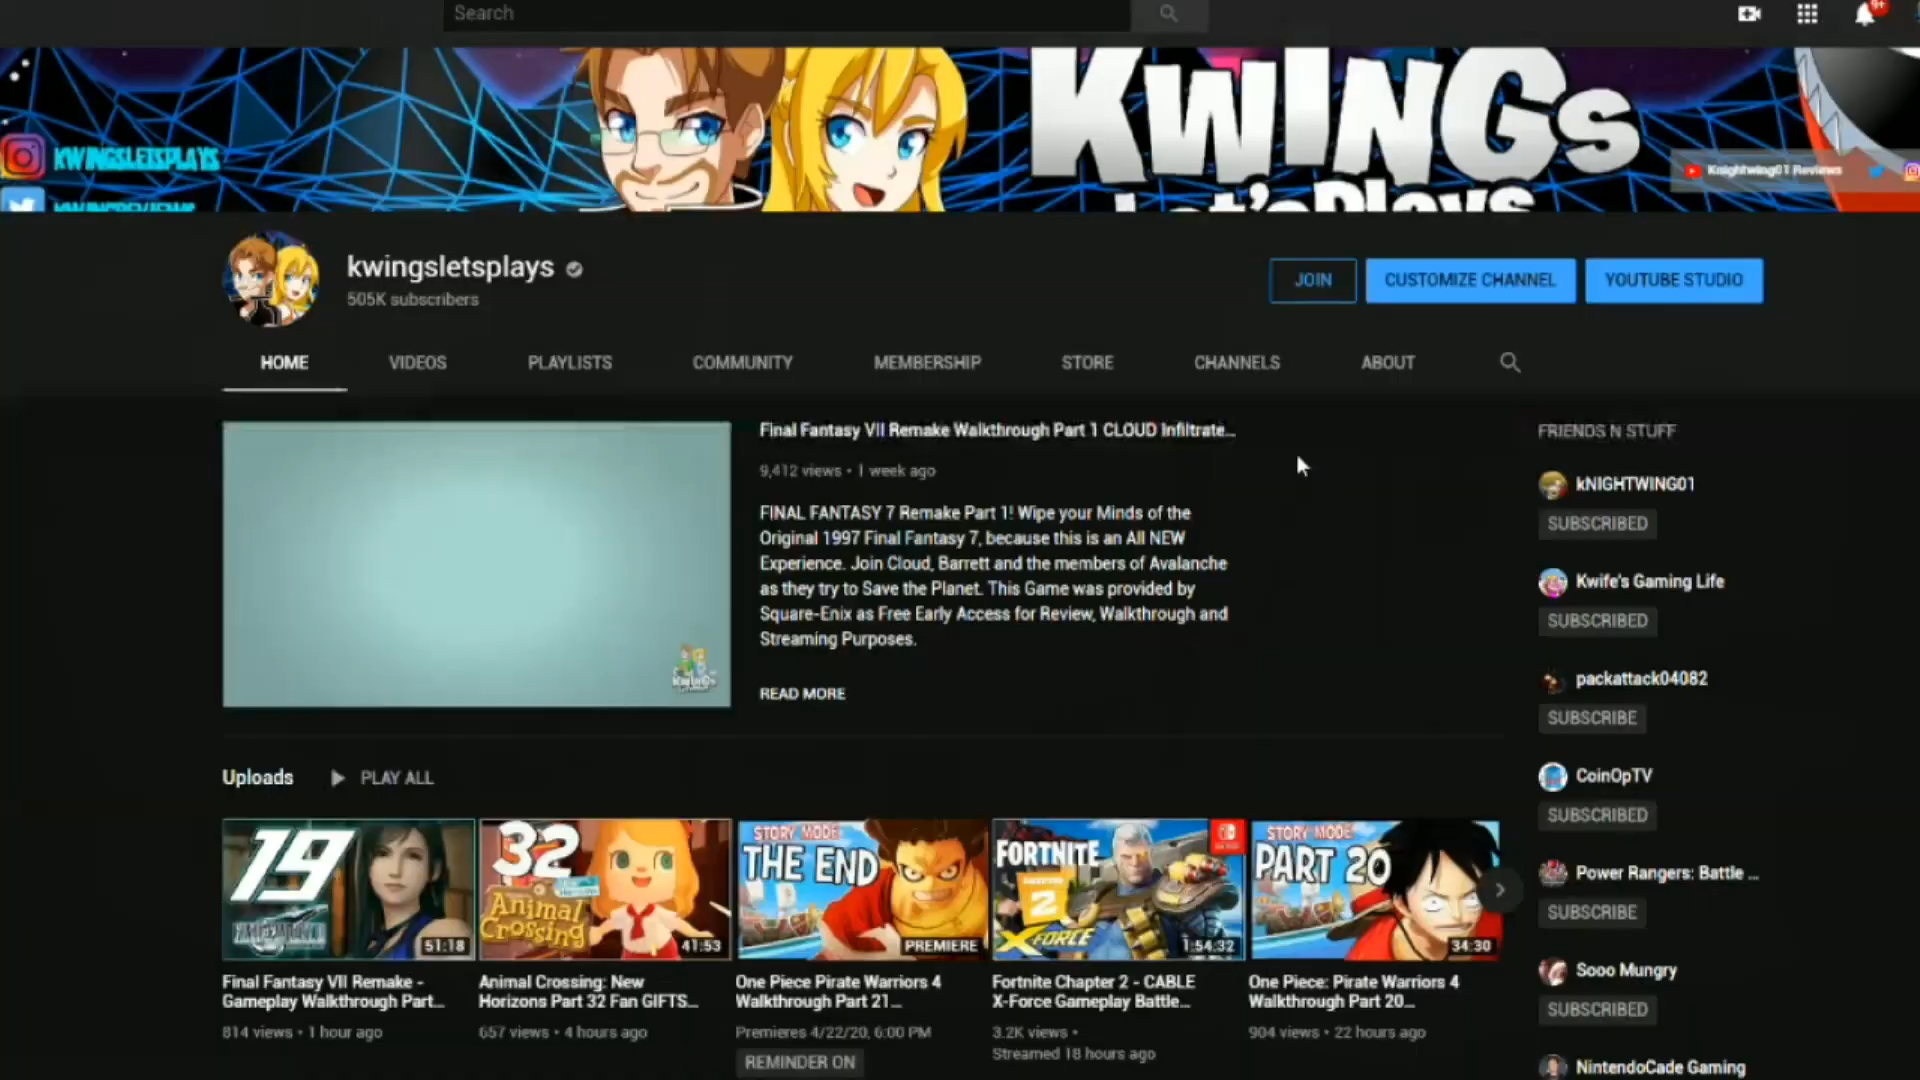 Search
9+
KWINGSLETSPLAYS
KWINGS
Let'sPlays
Knightwing01 Reviews
kwingsletsplays
505K subscribers
JOIN
CUSTOMIZE CHANNEL
YOUTUBE STUDIO
HOME
VIDEOS
PLAYLISTS
COMMUNITY
MEMBERSHIP
STORE
CHANNELS
ABOUT
Final Fantasy VII Remake Walkthrough Part 1 CLOUD Infiltrate...
9,412 views • 1 week ago
FINAL FANTASY 7 Remake Part 1! Wipe your Minds of the
Original 1997 Final Fantasy 7, because this is an All NEW
Experience. Join Cloud, Barrett and the members of Avalanche
as they try to Save the Planet. This Game was provided by
Square-Enix as Free Early Access for Review, Walkthrough and
Streaming Purposes.
READ MORE
KWINGS
FRIENDS N STUFF
kNIGHTWING01
SUBSCRIBED
Kwife's Gaming Life
SUBSCRIBED
packattack04082
SUBSCRIBE
CoinOpTV
SUBSCRIBED
Power Rangers: Battle ...
SUBSCRIBE
Sooo Mungry
SUBSCRIBED
NintendoCade Gaming
Uploads
PLAY ALL
19
51:18
Final Fantasy VII Remake -
Gameplay Walkthrough Part...
814 views • 1 hour ago
32
Animal
Crossing
41:53
Animal Crossing: New
Horizons Part 32 Fan GIFTS...
657 views • 4 hours ago
STORY MODE
THE END
PREMIERE
One Piece Pirate Warriors 4
Walkthrough Part 21...
Premieres 4/22/20, 6:00 PM
REMINDER ON
FORTNITE
2
X-FORCE
1:54:32
Fortnite Chapter 2 - CABLE
X-Force Gameplay Battle...
3.2K views •
Streamed 18 hours ago
STORY MODE
PART 20
34:30
One Piece: Pirate Warriors 4
Walkthrough Part 20...
904 views • 22 hours ago